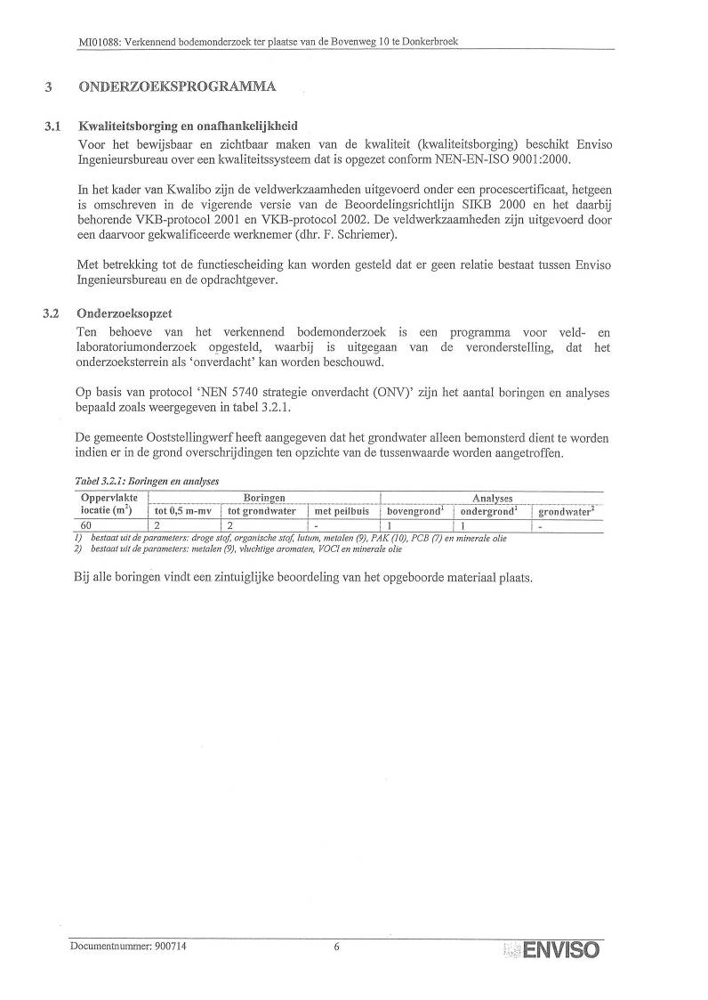 MI01088: Verkennend bodemonderzoek ter plaatse van de Bovenweg 10 te Donkerbroek
3 ONDERZOEKSPROGRAMMA
3.1 Kwaliteitsborging en onafhankelijkheid
Voor het bewijsbaar en zichtbaar maken van de kwaliteit (kwaliteitsborging) beschikt Enviso
Ingenieursbureau over een kwaliteitssysteem dat is opgezet conform NEN-EN-ISO 9001:2000.
In het kader van Kwalibo zijn de veldwerkzaamheden uitgevoerd onder een procescertificaat, hetgeen
is omschreven in de vigerende versie van de Beoordelingsrichtlijn SIKB 2000 en het daarbij
behorende VKB-protocol 2001 en VKB-protocol 2002. De veldwerkzaamheden zijn uitgevoerd door
een daarvoor gekwalificeerde werknemer (dhr. F. Schriemer).
Met betrekking tot de functiescheiding kan worden gesteld dat er geen relatie bestaat tussen Enviso
Ingenieursbureau en de opdrachtgever.
3.2 Onderzoeksopzet
Ten behoeve van het verkennend bodemonderzoek is een programma voor veld- en
laboratoriumonderzoek opgesteld, waarbij is uitgegaan van de veronderstelling, dat het
onderzoeksterrein als ‘onverdacht’ kan worden beschouwd.
Op basis van protocol ‘NEN 5740 strategie onverdacht (ONV)’ zijn het aantal boringen en analyses
bepaald zoals weergegeven in tabel 3.2.1.
De gemeente Ooststellingwerf heeft aangegeven dat het grondwater alleen bemonsterd dient te worden
indien er in de grond overschrijdingen ten opzichte van de tussenwaarde worden aangetroffen.
Tabel 3.2.1: Boringen en analyses
Oppervlakte Boringen Analyses
locatie (m²) tot 0,5 m-mv tot grondwater met peilbuis bovengrond¹ ondergrond¹ grondwater²
60 2 2 - 1 1 -
1) bestaat uit de parameters: droge stof, organische stof, lutum, metalen (9), PAK (10), PCB (7) en minerale olie
2) bestaat uit de parameters: metalen (9), vluchtige aromaten, VOCl en minerale olie
Bij alle boringen vindt een zintuiglijke beoordeling van het opgeboorde materiaal plaats.
Documentnummer: 900714 6 ENVISO